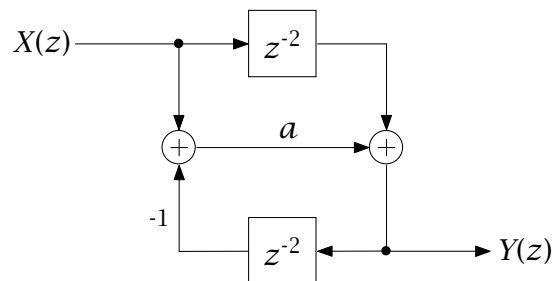 X(z)
z⁻²
+
a
+
-1
z⁻²
Y(z)